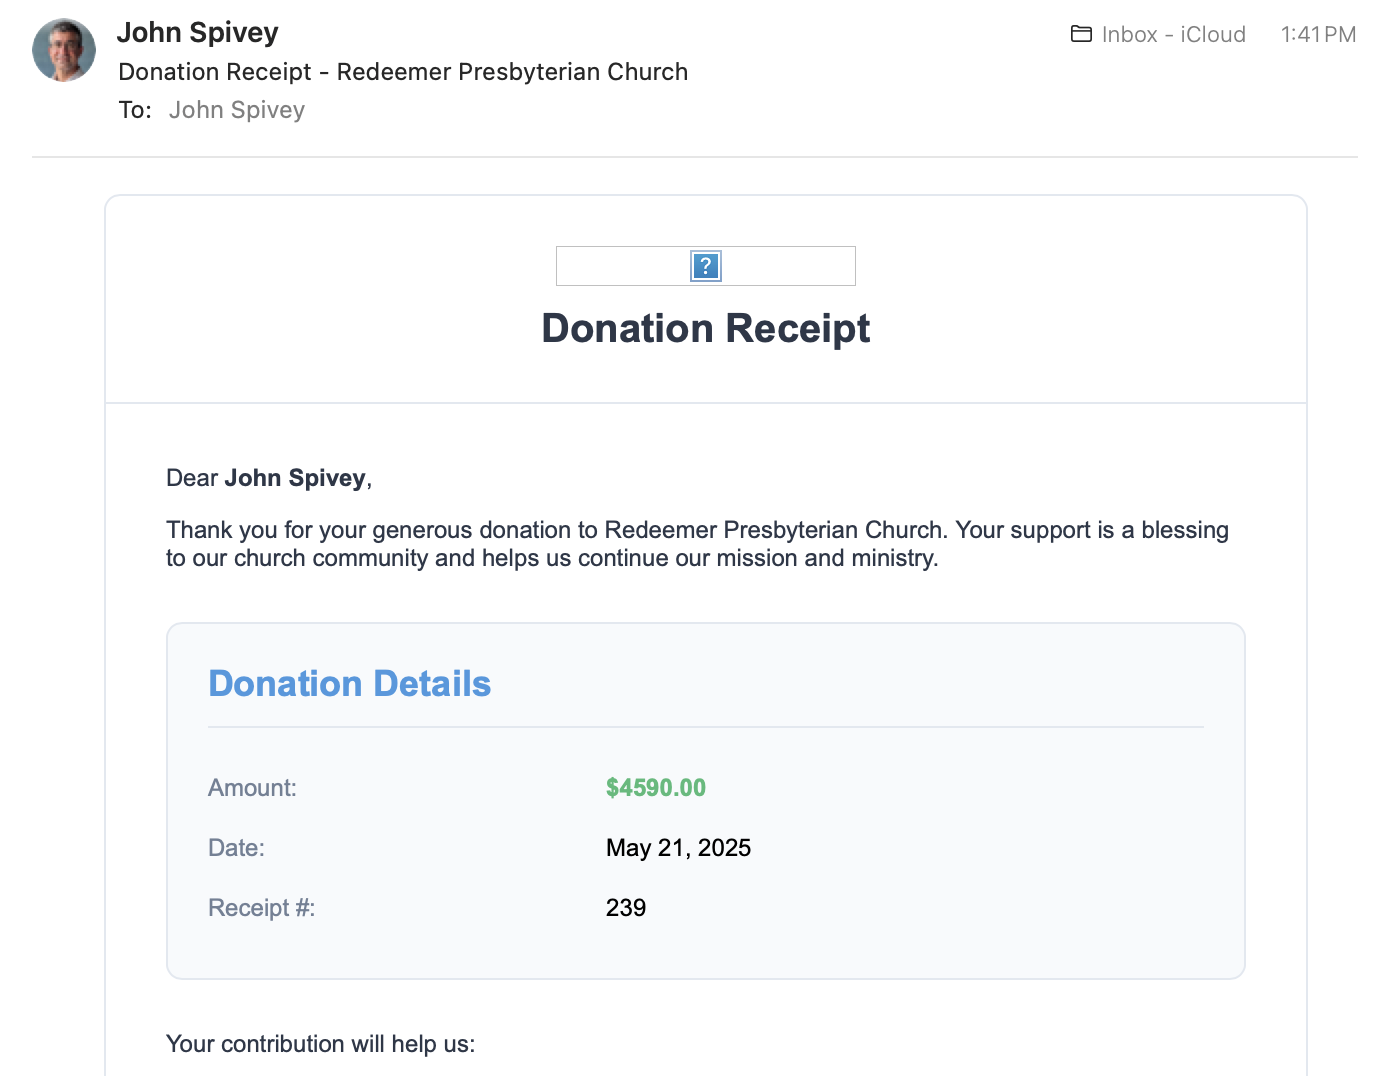 John Spivey
Inbox - iCloud
1:41 PM
Donation Receipt - Redeemer Presbyterian Church
To: John Spivey
?
Donation Receipt
Dear John Spivey,
Thank you for your generous donation to Redeemer Presbyterian Church. Your support is a blessing
to our church community and helps us continue our mission and ministry.
Donation Details
Amount: $4590.00
Date: May 21, 2025
Receipt #: 239
Your contribution will help us: